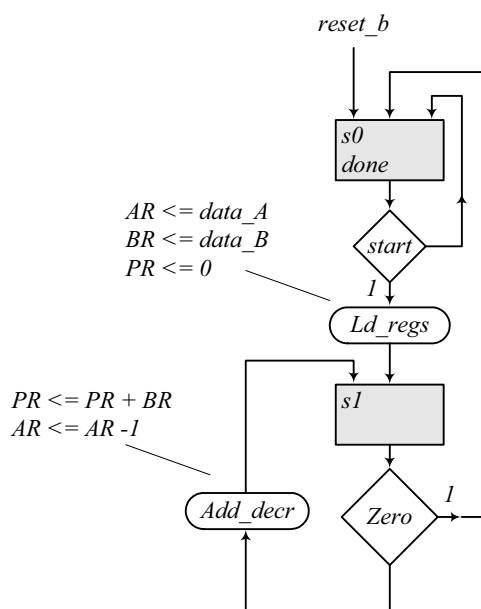 reset_b
s0
done
AR <= data_A
BR <= data_B
PR <= 0
start
1
Ld_regs
s1
PR <= PR + BR
AR <= AR -1
Add_decr
Zero
1